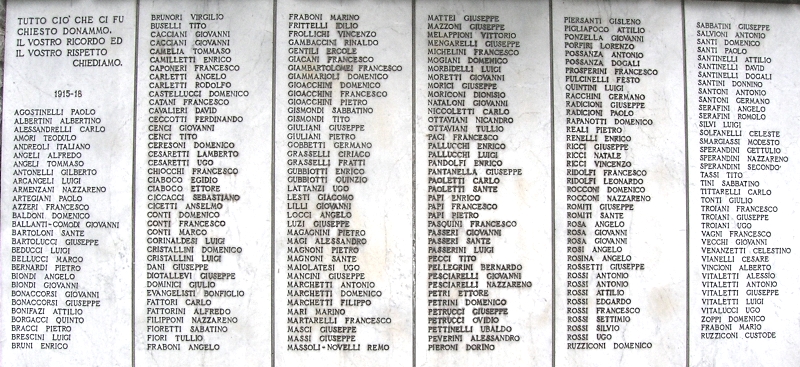 TUTTO CIO' CHE CI FU
CHIESTO DONAMMO.
IL VOSTRO RICORDO ED
IL VOSTRO RISPETTO
CHIEDIAMO.
1915-18
AGOSTINELLI PAOLO
ALBERTINI ALBERTINO
ALESSANDRELLI CARLO
AMORI TEODULO
ANDREOLI ITALIANO
ANGELI ALFREDO
ANGELI TOMMASO
ANTONELLI GILBERTO
ARCANGELI LUIGI
ARMENZANI NAZZARENO
ARTEGIANI PAOLO
AZZERI FRANCESCO
BALDONI DOMENICO
BALLANTI-COMODI GIOVANNI
BARTOLONI SANTE
BARTOLUCCI GIUSEPPE
BEDUCCI LUIGI
BELLUCCI MARCO
BERNARDI PIETRO
BIONDI ANGELO
BIONDI GIOVANNI
BONACCORSI GIOVANNI
BONACCORSI GIUSEPPE
BONIFAZI ATTILIO
BORGACCI QUINTO
BRACCI PIETRO
BRESCINI LUIGI
BRUNI ENRICO
BRUNORI VIRGILIO
BUSELLI TITO
CACCIANI GIOVANNI
CACCIANI GIOVANNI
CAMELIA TOMMASO
CAMILLETTI ENRICO
CAPONERI FRANCESCO
CARLETTI ANGELO
CARLETTI RODOLFO
CASTELLUCCI DOMENICO
CATANI FRANCESCO
CAVALIERI DAVID
CECCOTTI FERDINANDO
CENCI GIOVANNI
CENCI TITO
CERESONI DOMENICO
CESARETTI LAMBERTO
CESARETTI UGO
CHIOCCHI FRANCESCO
CIABOCO EGIDIO
CIABOCO ETTORE
CICCACCI SEBASTIANO
CICETTI ANSELMO
CONTI DOMENICO
CONTI FRANCESCO
CONTI MARCO
CORINALDESI LUIGI
CRISTALLINI DOMENICO
CRISTALLINI LUIGI
DANI GIUSEPPE
DIOTALLEVI GIUSEPPE
DOMINICI GIULIO
EVANGELISTI BONFIGLIO
FATTORI CARLO
FATTORINI ALFREDO
FILIPPONI NAZZARENO
FIORETTI SABATINO
FIORI TULLIO
FRABONI ANGELO
FRABONI MARINO
FRITTELLI IDILIO
FROLLICHI VINCENZO
GAMBACCINI RINALDO
GENTILI ERCOLE
GIACANI FRANCESCO
GIAMBARTOLOMEI FRANCESCO
GIAMMARIOLI DOMENICO
GIOACCHINI DOMENICO
GIOACCHINI FRANCESCO
GIOACCHINI PIETRO
GISMONDI SABBATINO
GISMONDI TITO
GIULIANI GIUSEPPE
GIULIANI PIETRO
GOBBETTI GERMANO
GRASSELLI CIRIACO
GRASSELLI FRATTI
GUBBIOTTI ENRICO
GUBBIOTTI QUINZIO
LATTANZI UGO
LESTI GIACOMO
LILLI GIOVANNI
LOCCI ANGELO
LUZI GIUSEPPE
MAGAGNINI PIETRO
MAGI ALESSANDRO
MAGNONI PIETRO
MAGNONI SANTE
MAIOLATESI UGO
MANCINI GIUSEPPE
MARCHETTI ANTONIO
MARCHETTI DOMENICO
MARCHETTI FILIPPO
MARI MARINO
MARTARELLI FRANCESCO
MASCI GIUSEPPE
MASSI GIUSEPPE
MASSOLI-NOVELLI REMO
MATTEI GIUSEPPE
MAZZONI GIUSEPPE
MELAPPIONI VITTORIO
MENGARELLI GIUSEPPE
MICHELINI FRANCESCO
MOGIANI DOMENICO
MORBIDELLI LUIGI
MORETTI GIOVANNI
MORICI GIUSEPPE
MORICONI DIONISIO
NATALONI GIOVANNI
NICCOLETTI CARLO
OTTAVIANI NICANDRO
OTTAVIANI TULLIO
PACI FRANCESCO
PALLUCCHI ENRICO
PALLUCCHI LUIGI
PANDOLFI ENRICO
PANTANELLA GIUSEPPE
PAOLETTI CARLO
PAOLETTI SANTE
PAPI ENRICO
PAPI FRANCESCO
PAPI PIETRO
PASQUINI FRANCESCO
PASSERI GIOVANNI
PASSERI SANTE
PASSERINI LUIGI
PECCI TITO
PELLEGRINI BERNARDO
PESCIARELLI GIOVANNI
PESCIARELLI NAZZARENO
PETRI ETTORE
PETRINI DOMENICO
PETRUCCI GIUSEPPE
PETRUCCI OVIDIO
PETTINELLI UBALDO
PEVERINI ALESSANDRO
PIERONI DORINO
PIERSANTI GISLENO
PIGLIAPOCO ATTILIO
PONZELLA GIOVANNI
PORFIRI LORENZO
POSSANZA ANTONIO
POSSANZA DOGALI
PROSPERINI FRANCESCO
PULCINELLI FESTO
QUINTINI LUIGI
RACCHINI GERMANO
RADICIONI GIUSEPPE
RADICIONI PAOLO
RAPANOTTI DOMENICO
REALI PIETRO
RENELLI ENRICO
RICCI GIUSEPPE
RICCI NATALE
RICCI VINCENZO
RIDOLFI FRANCESCO
RIDOLFI LEONARDO
ROCCONI DOMENICO
ROCCONI NAZZARENO
ROMITI GIUSEPPE
ROMITI SANTE
ROSA ANGELO
ROSA GIOVANNI
ROSA GIOVANNI
ROSI ANGELO
ROSINA ANGELO
ROSSETTI GIUSEPPE
ROSSI ANTONIO
ROSSI ANTONIO
ROSSI ATTILIO
ROSSI EDGARDO
ROSSI FRANCESCO
ROSSI SETTIMIO
ROSSI SILVIO
ROSSI UGO
RUZZICONI DOMENICO
SABBATINI GIUSEPPE
SALVIONI ANTONIO
SANTI DOMENICO
SANTI PAOLO
SANTINELLI ATTILIO
SANTINELLI DAVID
SANTINELLI DOGALI
SANTINI DONNINO
SANTONI ANTONIO
SANTONI GERMANO
SERAFINI ANGELO
SERAFINI ROMOLO
SILVI LUIGI
SOLFANELLI CELESTE
SMARGIASSI MODESTO
SPERANDINI GETTULIO
SPERANDINI NAZZARENO
SPERANDINI SECONDO
TASSI TITO
TINI SABBATINO
TITTARELLI CARLO
TONTI GIULIO
TROIANI FRANCESCO
TROIANI GIUSEPPE
TROIANI UGO
VAGNI FRANCESCO
VECCHI GIOVANNI
VENANZETTI CELESTINO
VIANELLI CESARE
VINCIONI ALBERTO
VITALETTI ALESSIO
VITALETTI ANTONIO
VITALETTI GIUSEPPE
VITALETTI LUIGI
VITALUCCI UGO
ZOPPI DOMENICO
FRABONI MARIO
RUZZICONI CUSTODE